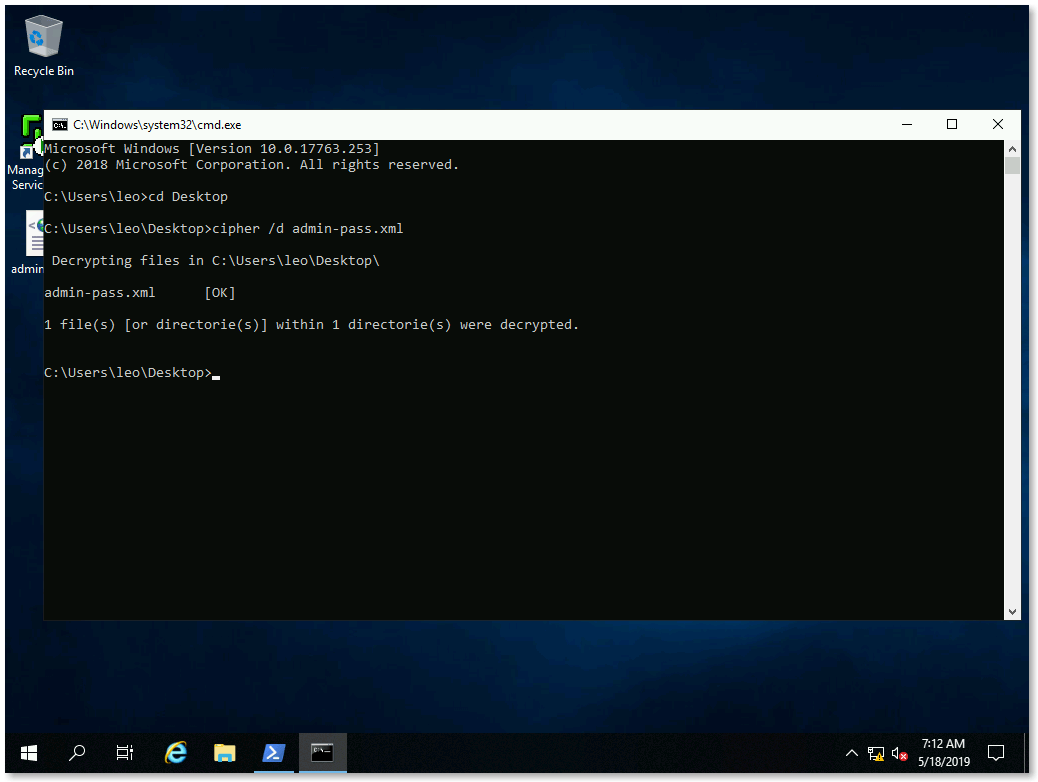 Recycle Bin
C:\Windows\system32\cmd.exe
Microsoft Windows [Version 10.0.17763.253]
(c) 2018 Microsoft Corporation. All rights reserved.
C:\Users\leo>cd Desktop
C:\Users\leo\Desktop>cipher /d admin-pass.xml
Decrypting files in C:\Users\leo\Desktop\
admin-pass.xml [OK]
1 file(s) [or directorie(s)] within 1 directorie(s) were decrypted.
C:\Users\leo\Desktop>
Manag
Servic
admin
7:12 AM
5/18/2019